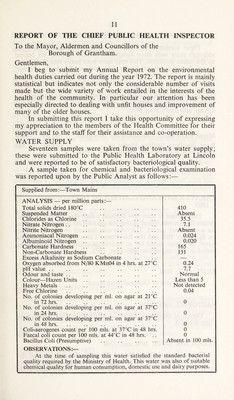 11
REPORT OF THE CHIEF PUBLIC HEALTH INSPECTOR
To the Mayor, Aldermen and Councillors of the
Borough of Grantham.
Gentlemen,
I beg to submit my Annual Report on the environmental
health duties carried out during the year 1972. The report is mainly
statistical but indicates not only the considerable number of visits
made but the wide variety of work entailed in the interests of the
health of the community. In particular our attention has been
especially directed to dealing with unfit houses and improvement of
many of the older houses.
In submitting this report I take this opportunity of expressing
my appreciation to the members of the Health Committee for their
support and to the staff for their assistance and co-operation.
WATER SUPPLY
Seventeen samples were taken from the town's water supply;
these were submitted to the Public Health Laboratory at Lincoln
and were reported to be of satisfactory bacteriological quality.
A sample taken for chemical and bacteriological examination
was reported upon by the Public Analyst as follows:—
Supplied from:—Town Mains
ANALYSIS — per million parts:—
Total solids dried 180°C 410
Suspended Matter Absent
Chlorides as Chlorine 35.5
Nitrate Nitrogen 7.1
Nitrite Nitrogen Absent
Ammoniacal Nitrogen 0.024
Albuminoid Nitrogen 0.020
Carbonate Hardness 165
Non-Carbonate Hardness 131
Excess Alkalinity as Sodium Carbonate —
Oxygen absorbed from N/80 KMnO4 in 4 hrs. at 27°C 0.24
pH value 7.7
Odour and taste Normal
Colour—Hazen Units Less than 5
Heavy Metals Not detected
Free Chlorine 0.04
No. of colonies developing per ml. on agar at 21°C
in 72 hrs. 0
No. of colonies developing per ml. on agar at 37°C
in 24 hrs. 0
No. of colonies developing per ml. on agar at 37°C
in 48 hrs. 0
Coli-aerogenes count per 100 mls. at 37°C in 48 hrs. 0
Faecal coli count per 100 mls. at 44°C in 48 hrs. 0
Bacillus Coli (Presumptive) Absent in 100 ml.
OBSERVATIONS:—
At the time of sampling this water satisfied the standard bacterial
quality required by the Ministry of Health. This water was also of suitable
chemical quality for human consumption, domestic use and dairy purposes.